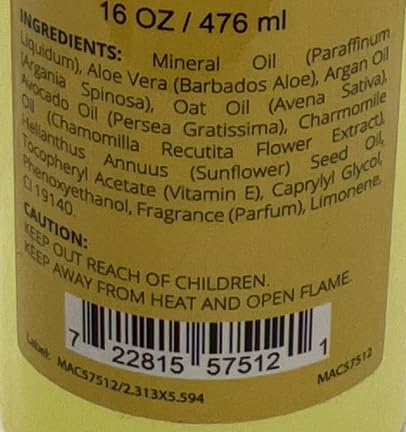 16 OZ / 476 ml
INGREDIENTS: Mineral Oil (Paraffinum
Liquidum), Aloe Vera (Barbados Aloe), Argan Oil
(Argania Spinosa), Oat Oil (Avena Sativa),
Avocado Oil (Persea Gratissima), Charmomile
Oil (Chamomilla Recutita Flower Extract),
Helianthus Annuus (Sunflower) Seed Oil,
Tocopheryl Acetate (Vitamin E), Caprylyl Glycol,
Phenoxyethanol, Fragrance (Parfum), Limonene,
CI 19140.
CAUTION:
KEEP OUT REACH OF CHILDREN.
KEEP AWAY FROM HEAT AND OPEN FLAME.
7 22815 57512 1
Label: MAC57512/2.313X5.594 MAC57512